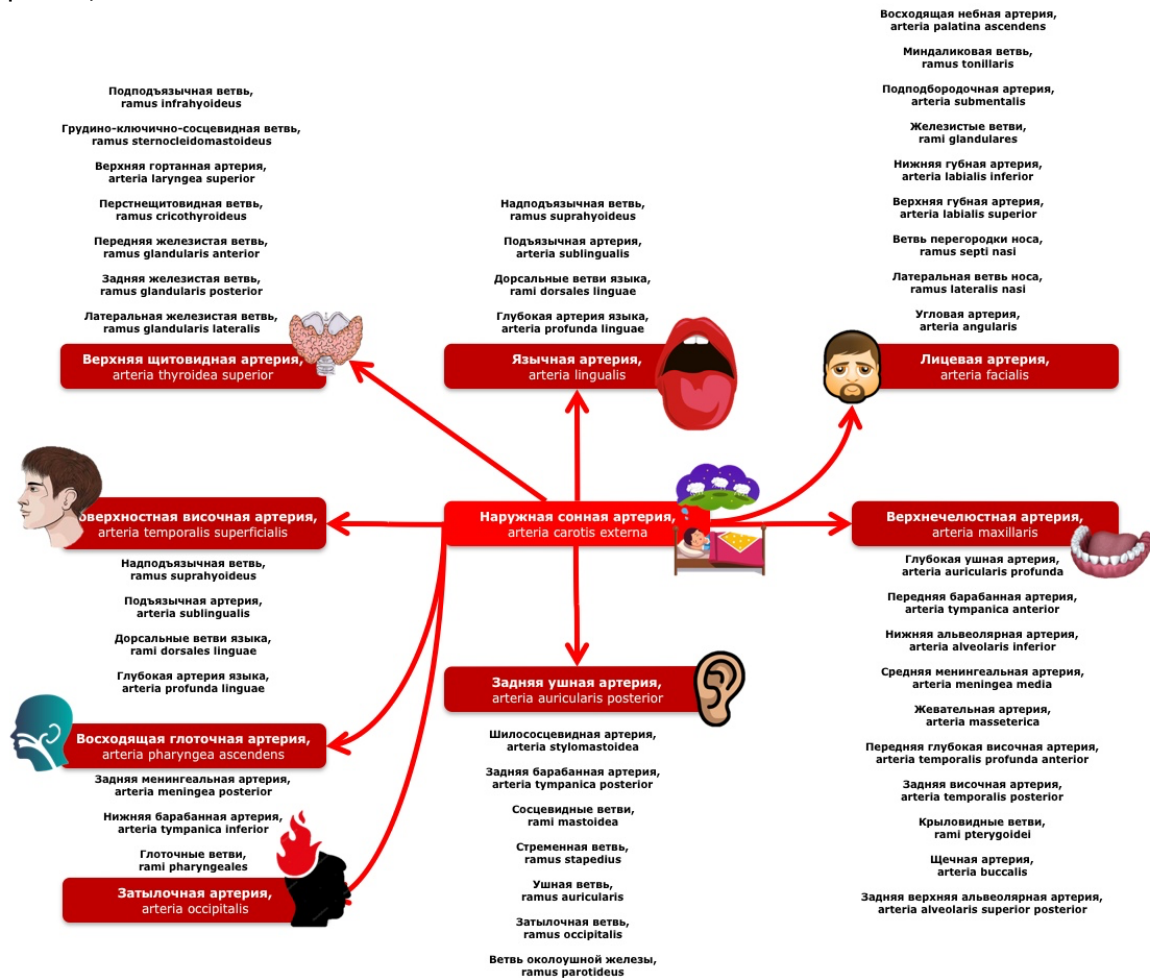 Подподъязычная ветвь,
ramus infrahyoideus
Грудино-ключично-сосцевидная ветвь,
ramus sternocleidomastoideus
Верхняя гортанная артерия,
arteria laryngea superior
Перстнещитовидная ветвь,
ramus cricothyroideus
Передняя железистая ветвь,
ramus glandularis anterior
Задняя железистая ветвь,
ramus glandularis posterior
Латеральная железистая ветвь,
ramus glandularis lateralis
Верхняя щитовидная артерия,
arteria thyroidea superior
Надподъязычная ветвь,
ramus suprahyoideus
Подъязычная артерия,
arteria sublingualis
Дорсальные ветви языка,
rami dorsales linguae
Глубокая артерия языка,
arteria profunda linguae
Язычная артерия,
arteria lingualis
Восходящая небная артерия,
arteria palatina ascendens
Миндаликовая ветвь,
ramus tonillaris
Подподбородочная артерия,
arteria submentalis
Железистые ветви,
rami glandulares
Нижняя губная артерия,
arteria labialis inferior
Верхняя губная артерия,
arteria labialis superior
Ветвь перегородки носа,
ramus septi nasi
Латеральная ветвь носа,
ramus lateralis nasi
Угловая артерия,
arteria angularis
Лицевая артерия,
arteria facialis
оверхностная височная артерия,
arteria temporalis superficialis
Надподъязычная ветвь,
ramus suprahyoideus
Подъязычная артерия,
arteria sublingualis
Дорсальные ветви языка,
rami dorsales linguae
Глубокая артерия языка,
arteria profunda linguae
Наружная сонная артерия,
arteria carotis externa
Верхнечелюстная артерия,
arteria maxillaris
Глубокая ушная артерия,
arteria auricularis profunda
Передняя барабанная артерия,
arteria tympanica anterior
Нижняя альвеолярная артерия,
arteria alveolaris inferior
Средняя менингеальная артерия,
arteria meningea media
Жевательная артерия,
arteria masseterica
Передняя глубокая височная артерия,
arteria temporalis profunda anterior
Задняя височная артерия,
arteria temporalis posterior
Крыловидные ветви,
rami pterygoidei
Щечная артерия,
arteria buccalis
Задняя верхняя альвеолярная артерия,
arteria alveolaris superior posterior
Восходящая глоточная артерия,
arteria pharyngea ascendens
Задняя менингеальная артерия,
arteria meningea posterior
Нижняя барабанная артерия,
arteria tympanica inferior
Глоточные ветви,
rami pharyngeales
Затылочная артерия,
arteria occipitalis
Задняя ушная артерия,
arteria auricularis posterior
Шилососцевидная артерия,
arteria stylomastoidea
Задняя барабанная артерия,
arteria tympanica posterior
Сосцевидные ветви,
rami mastoidea
Стременная ветвь,
ramus stapedius
Ушная ветвь,
ramus auricularis
Затылочная ветвь,
ramus occipitalis
Ветвь околоушной железы,
ramus parotideus